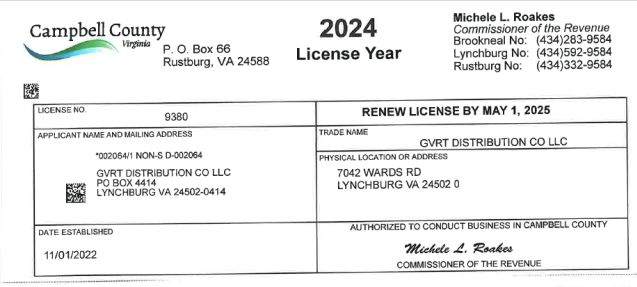 Campbell County
Virginia
P. O. Box 66
Rustburg, VA 24588
2024
License Year
Michele L. Roakes
Commissioner of the Revenue
Brookneal No: (434)283-9584
Lynchburg No: (434)592-9584
Rustburg No: (434)332-9584
LICENSE NO.
9380
RENEW LICENSE BY MAY 1, 2025
APPLICANT NAME AND MAILING ADDRESS
*002064/1 NON-S D-002064
GVRT DISTRIBUTION CO LLC
PO BOX 4414
LYNCHBURG VA 24502-0414
TRADE NAME
GVRT DISTRIBUTION CO LLC
PHYSICAL LOCATION OR ADDRESS
7042 WARDS RD
LYNCHBURG VA 24502 0
DATE ESTABLISHED
11/01/2022
AUTHORIZED TO CONDUCT BUSINESS IN CAMPBELL COUNTY
Michele L. Roakes
COMMISSIONER OF THE REVENUE